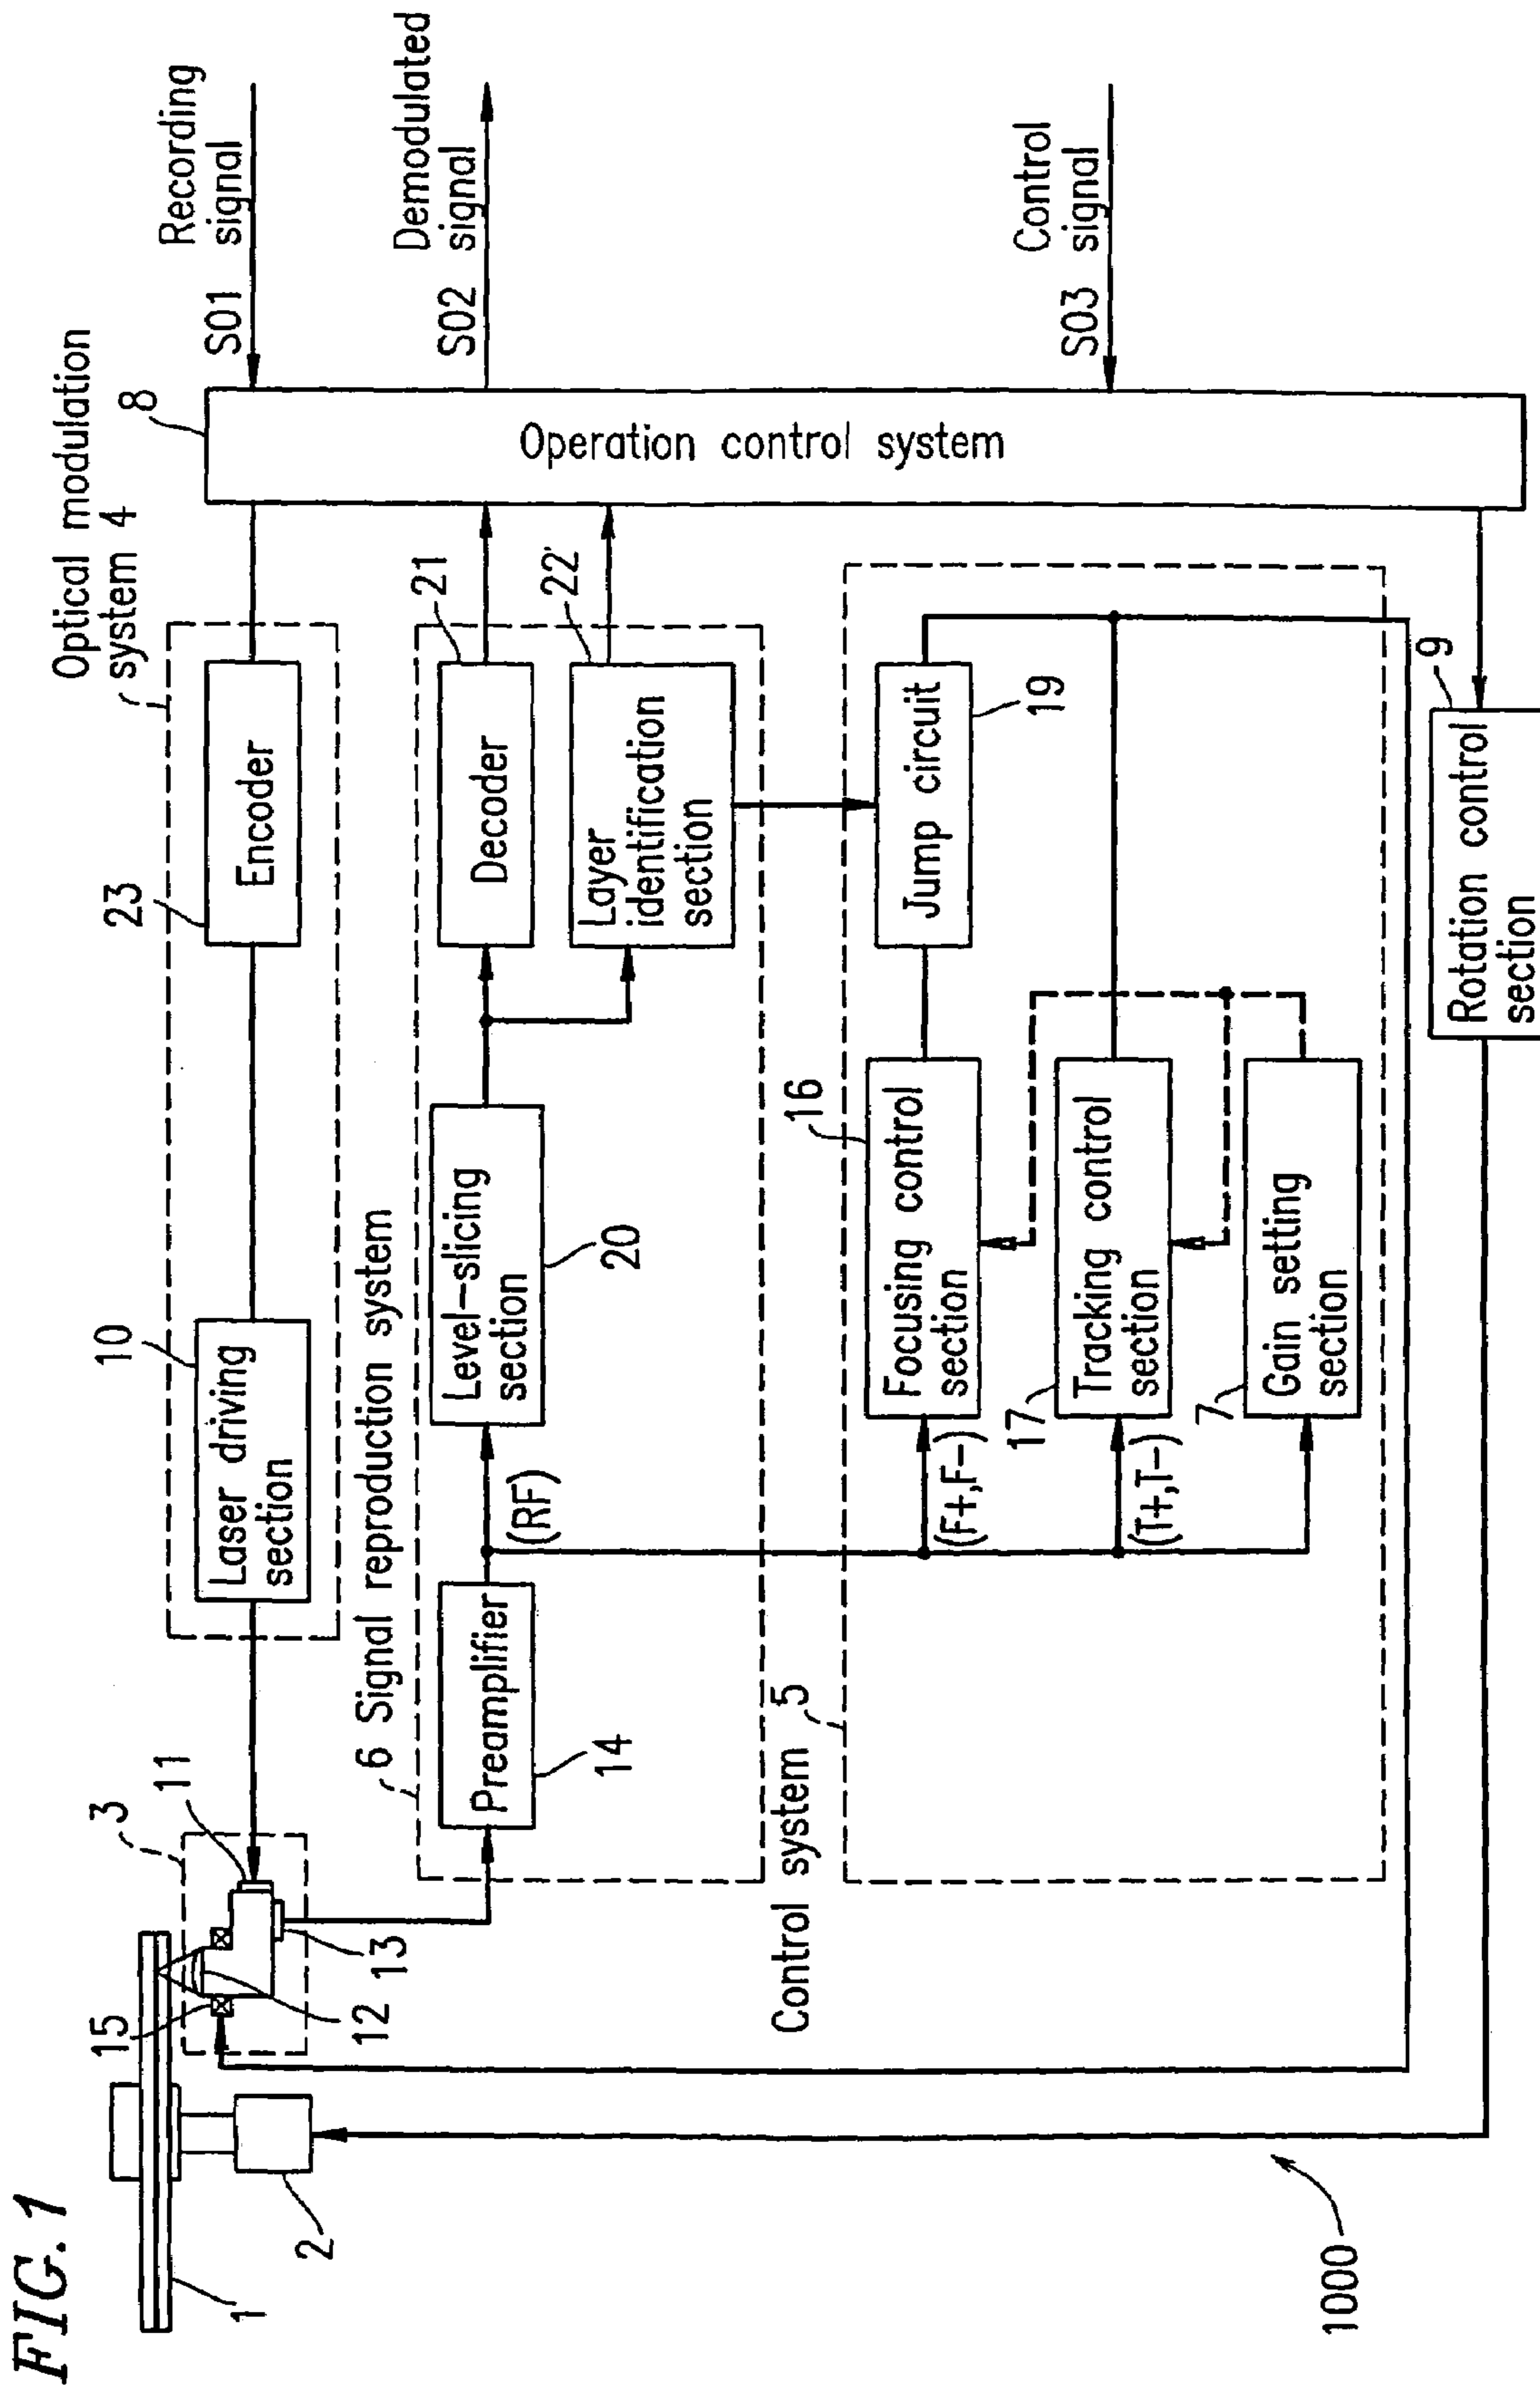 FIG. 1
Recording
signal
S01
Demodulated
signal
S02
Control
signal
S03
Optical modulation
system 4
8
Operation control system
23
Encoder
10
Laser driving
section
3
11
15
12
13
1
2
6 Signal reproduction system
Preamplifier
14
(RF)
Level-slicing
section
20
Decoder
21
Layer
identification
section
22'
Control system 5
(F+,F-)
16
Focusing control
section
Jump circuit
19
17
(T+,T-)
Tracking control
section
7
Gain setting
section
9
Rotation control
section
1000